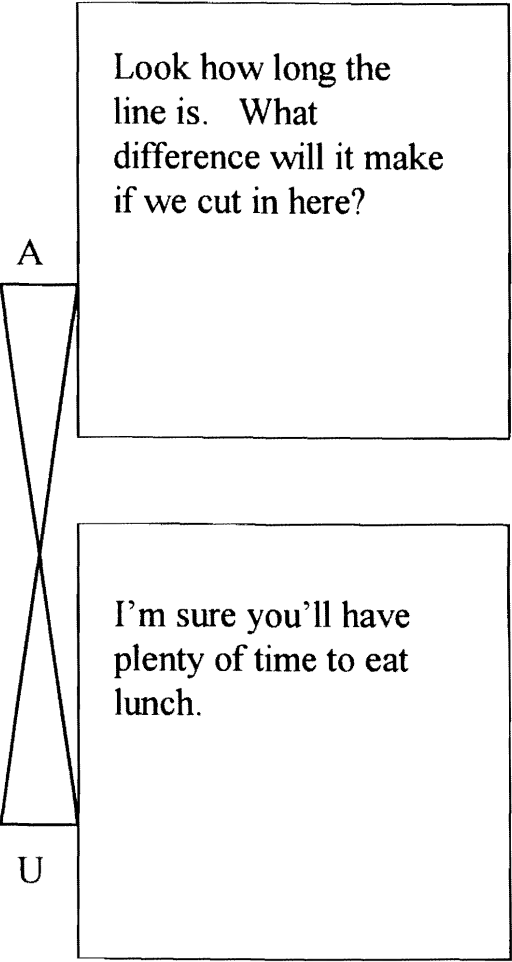 Look how long the
line is.   What
difference will it make
if we cut in here?
A
I'm sure you'll have
plenty of time to eat
lunch.
U